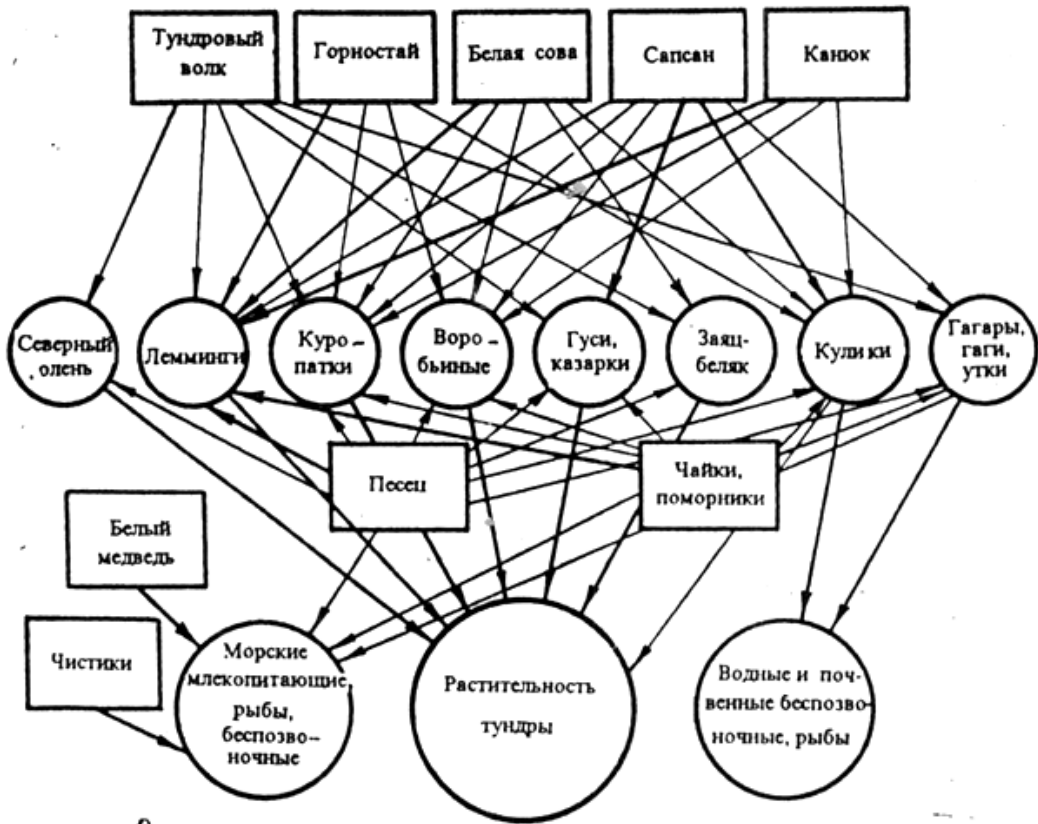 Тундровый
волк
Горностай
Белая сова
Сапсан
Канюк
Северный
олень
Лемминги
Куро-
патки
Воро-
бьиные
Гуси,
казарки
Заяц-
беляк
Кулики
Гагары,
гаги,
утки
Песец
Чайки,
поморники
Белый
медведь
Чистики
Морские
млекопитающие,
рыбы,
беспозво-
ночные
Растительность
тундры
Водные и поч-
венные беспозво-
ночные, рыбы